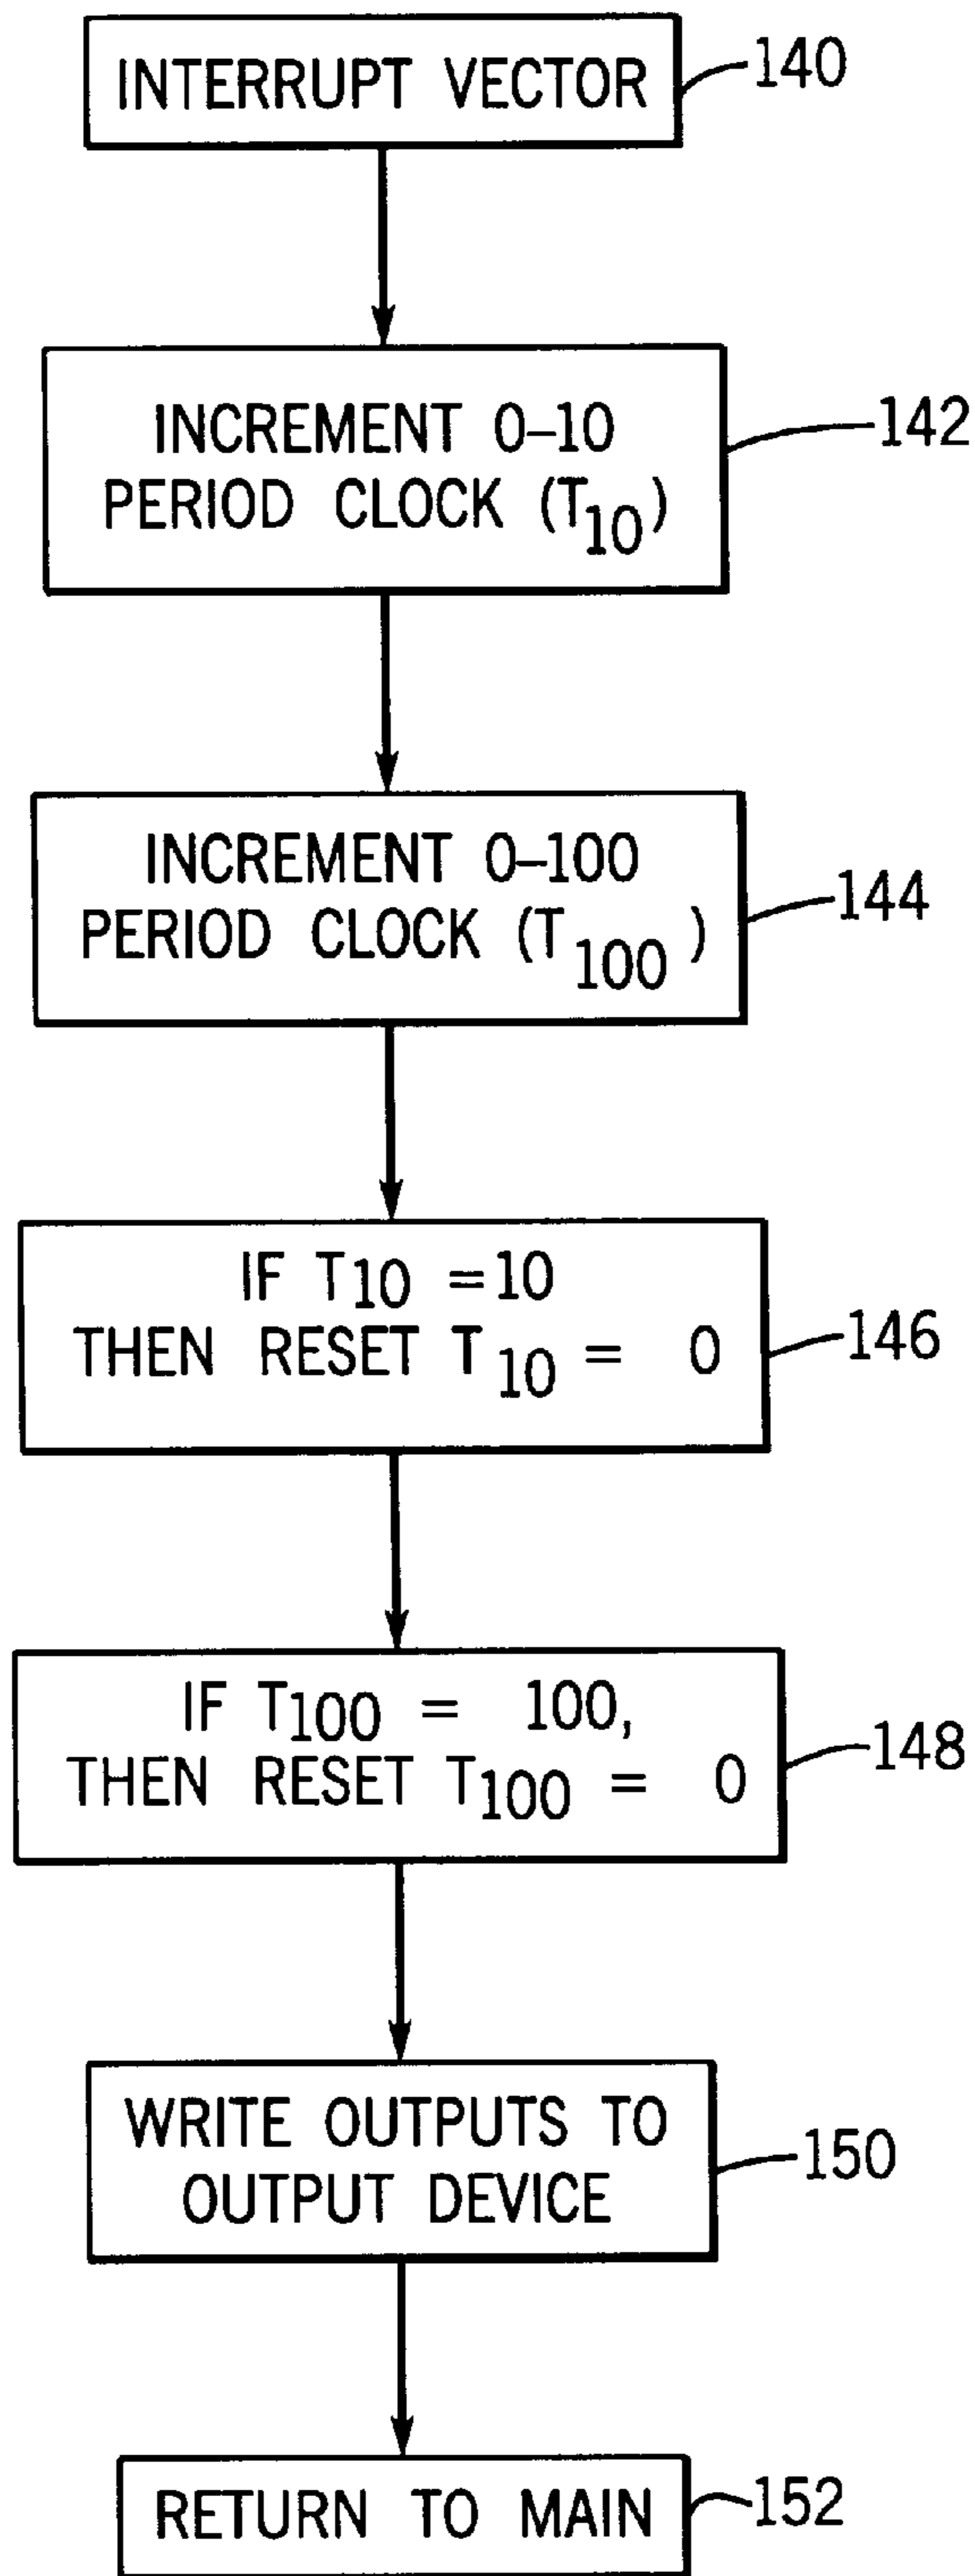 INTERRUPT VECTOR
140
INCREMENT 0–10
PERIOD CLOCK (T10)
142
INCREMENT 0–100
PERIOD CLOCK (T100)
144
IF T10 =10
THEN RESET T10 = 0
146
IF T100 = 100,
THEN RESET T100 = 0
148
WRITE OUTPUTS TO
OUTPUT DEVICE
150
RETURN TO MAIN
152